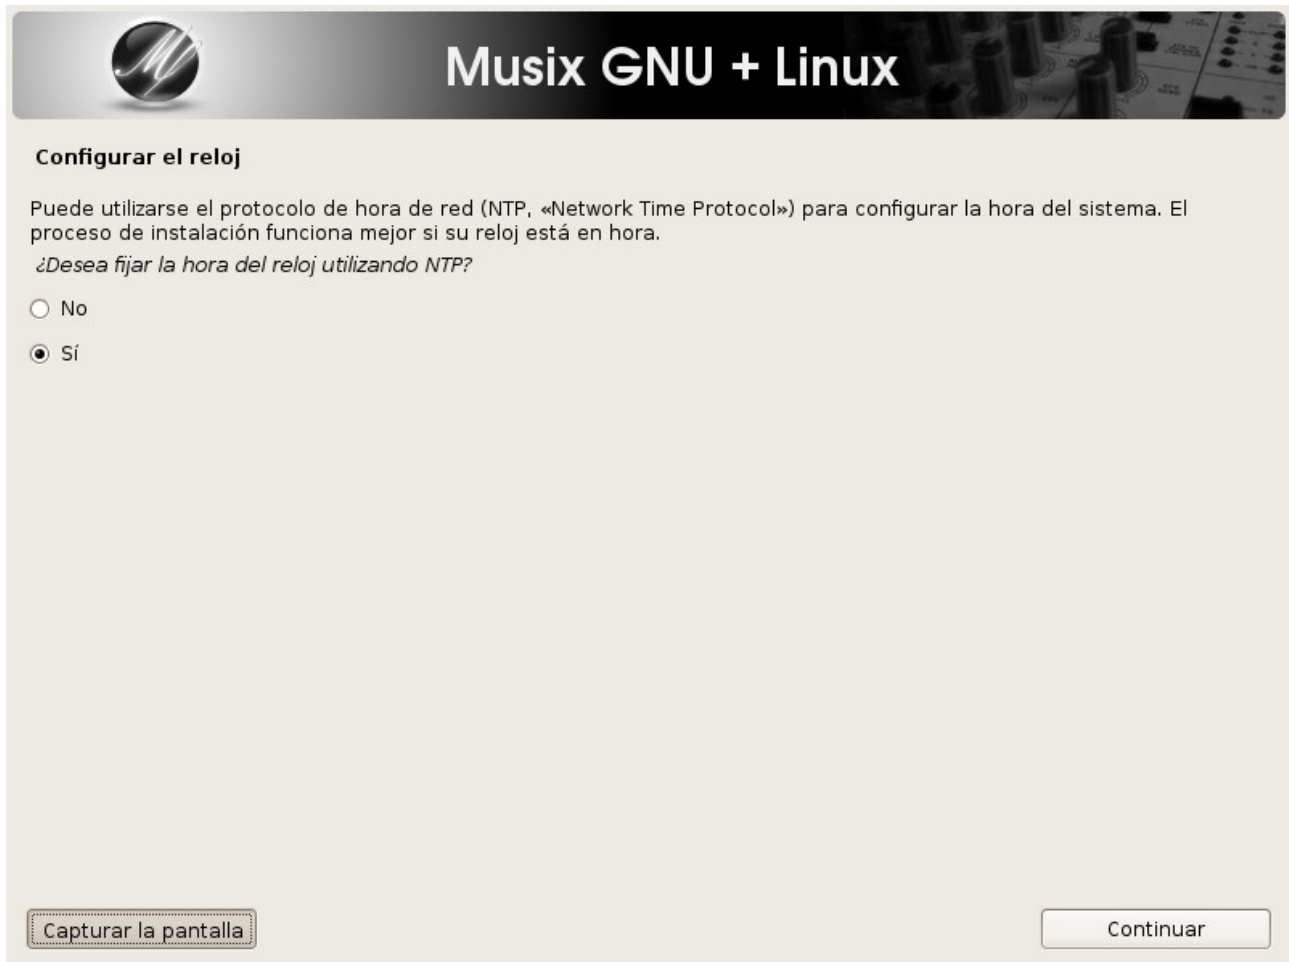 Musix GNU + Linux
Configurar el reloj
Puede utilizarse el protocolo de hora de red (NTP, «Network Time Protocol») para configurar la hora del sistema. El
proceso de instalación funciona mejor si su reloj está en hora.
¿Desea fijar la hora del reloj utilizando NTP?
No
Sí
Capturar la pantalla
Continuar